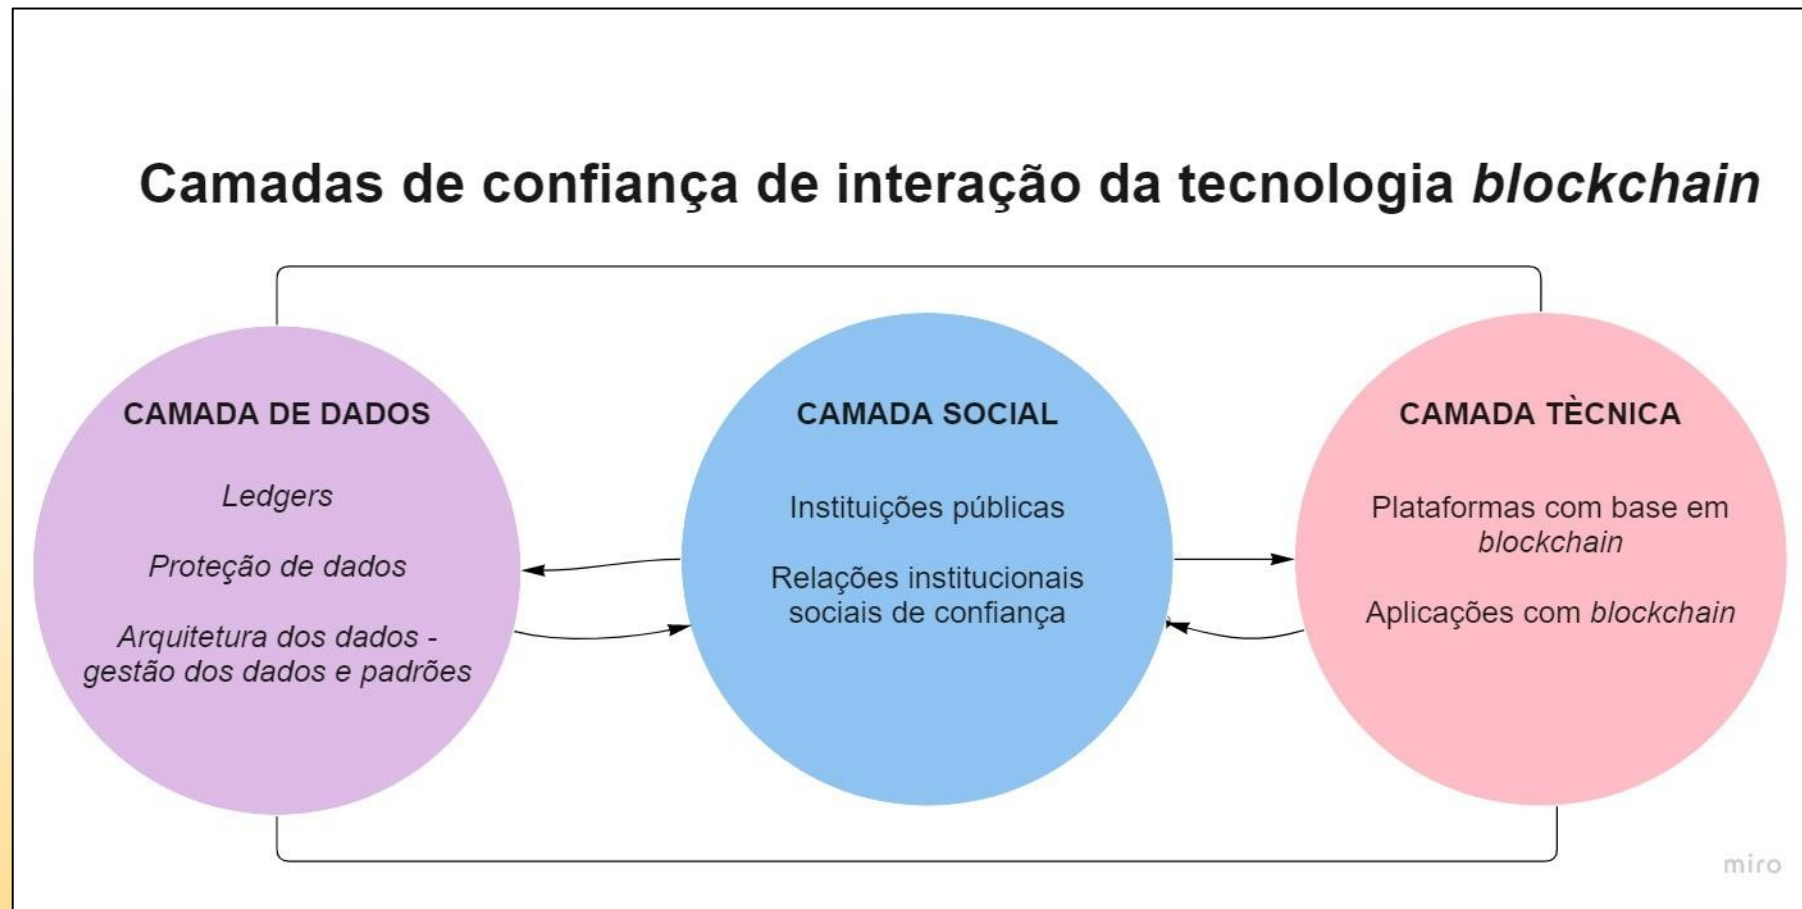 Camadas de confiança de interação da tecnologia blockchain
CAMADA DE DADOS
Ledgers
Proteção de dados
Arquitetura dos dados -
gestão dos dados e padrões
CAMADA SOCIAL
Instituições públicas
Relações institucionais
sociais de confiança
CAMADA TÈCNICA
Plataformas com base em
blockchain
Aplicações com blockchain
miro